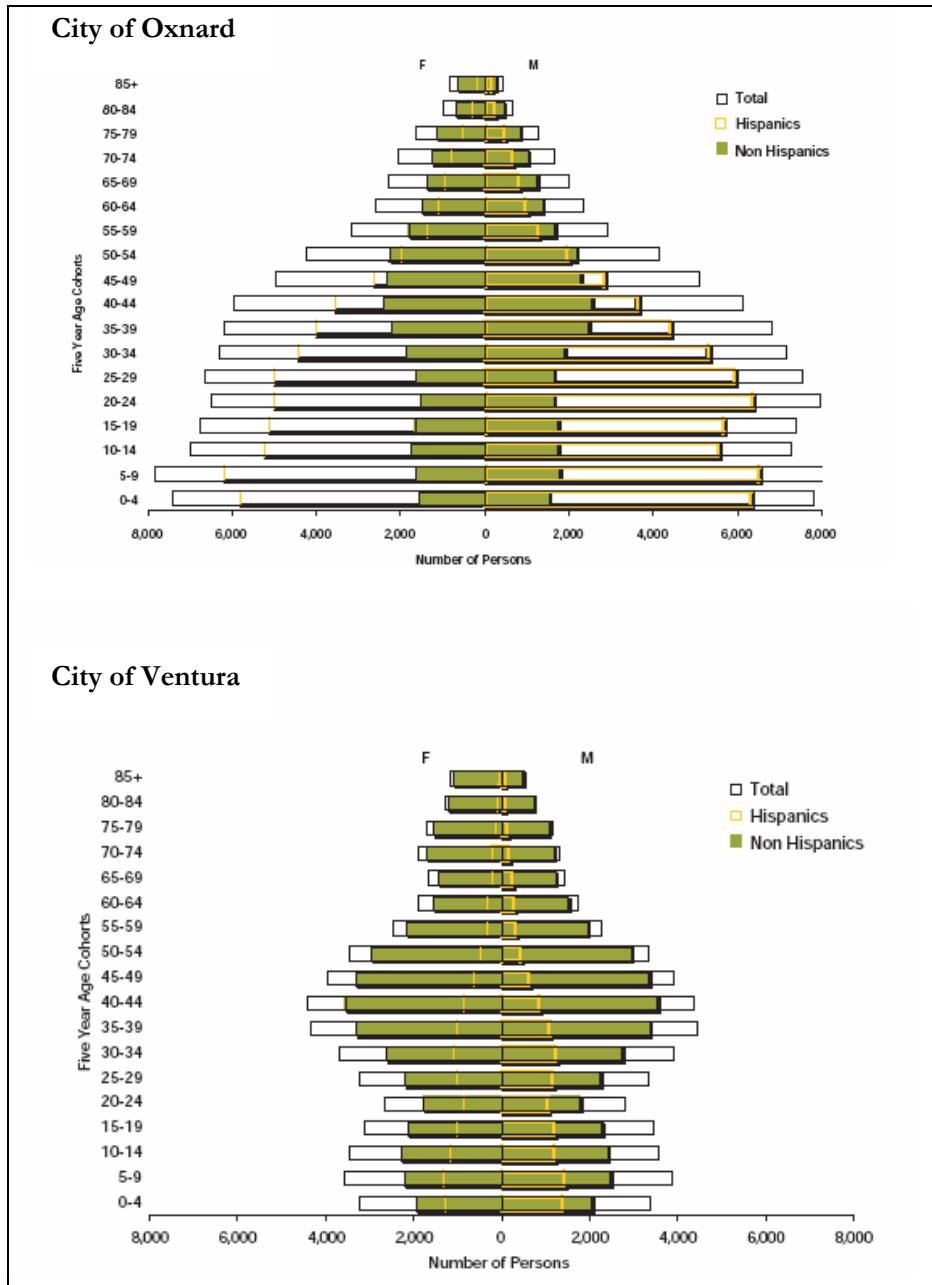 City of Oxnard
F M
85+
80-84
75-79
70-74
65-69
60-64
55-59
50-54
45-49
40-44
35-39
30-34
25-29
20-24
15-19
10-14
5-9
0-4
Five Year Age Cohorts
Total
Hispanics
Non Hispanics
8,000 6,000 4,000 2,000 0 2,000 4,000 6,000 8,000
Number of Persons
City of Ventura
F M
85+
80-84
75-79
70-74
65-69
60-64
55-59
50-54
45-49
40-44
35-39
30-34
25-29
20-24
15-19
10-14
5-9
0-4
Five Year Age Cohorts
Total
Hispanics
Non Hispanics
8,000 6,000 4,000 2,000 0 2,000 4,000 6,000 8,000
Number of Persons